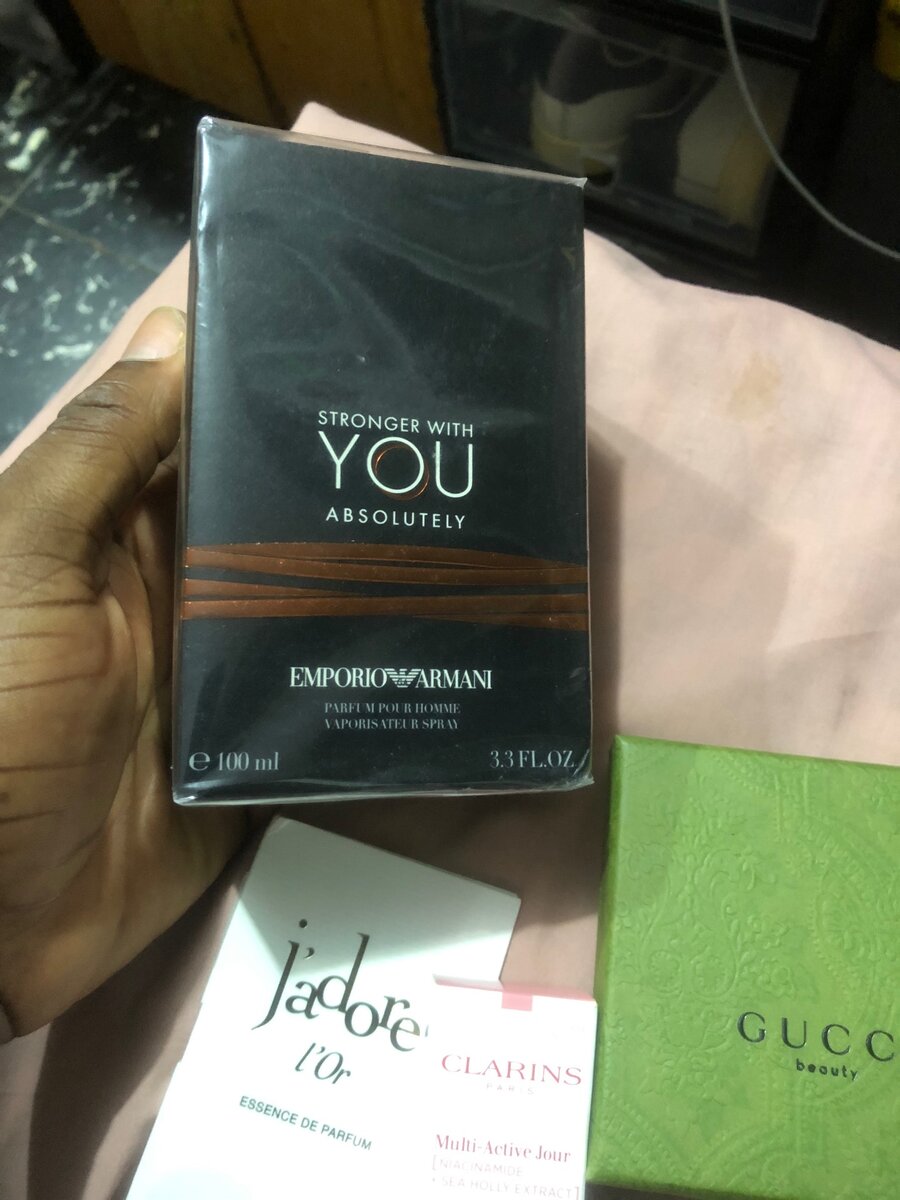 STRONGER WITH
YOU
ABSOLUTELY
EMPORIO ARMANI
PARFUM POUR HOMME
VAPORISATEUR SPRAY
℮ 100 ml 3.3 FL.OZ.
j'adore
l'Or
ESSENCE DE PARFUM
CLARINS
PARIS
Multi-Active Jour
[NIACINAMIDE
+ SEA HOLLY EXTRACT]
GUCC
beauty